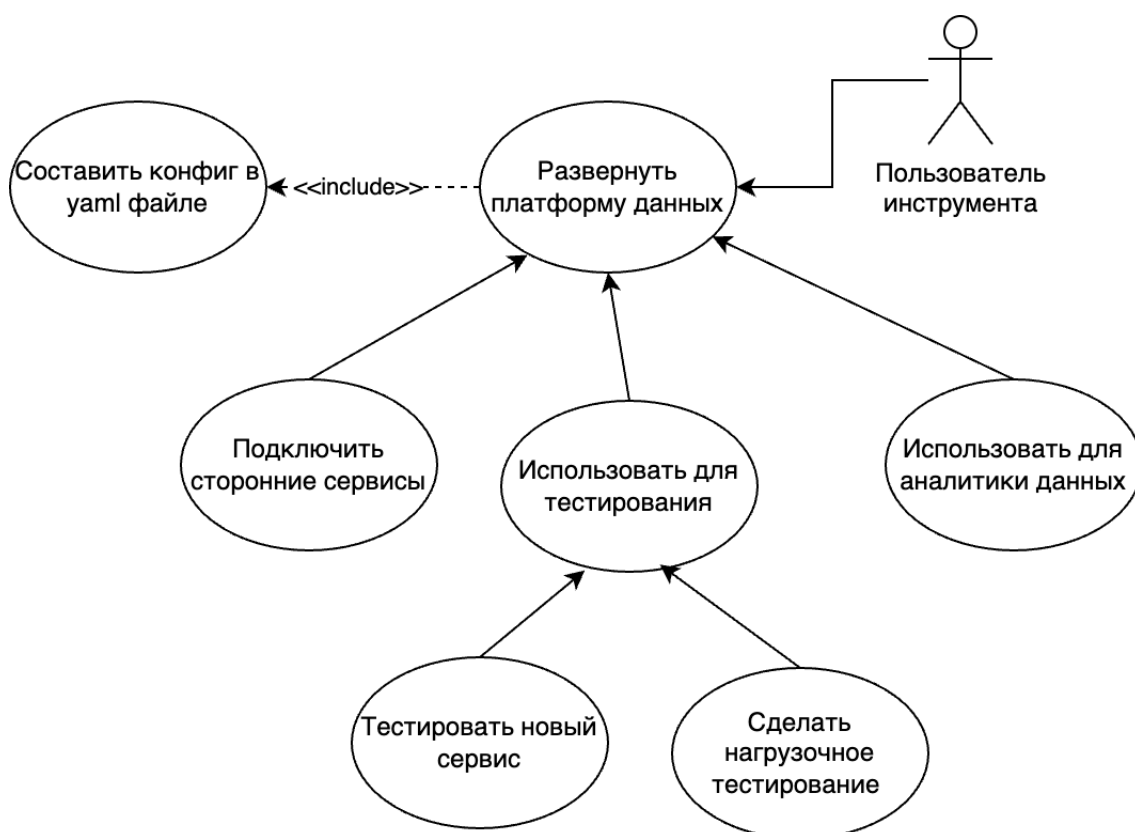 Пользователь
инструмента
Составить конфиг в
yaml файле
<<include>>
Развернуть
платформу данных
Подключить
сторонние сервисы
Использовать для
тестирования
Использовать для
аналитики данных
Тестировать новый
сервис
Сделать
нагрузочное
тестирование